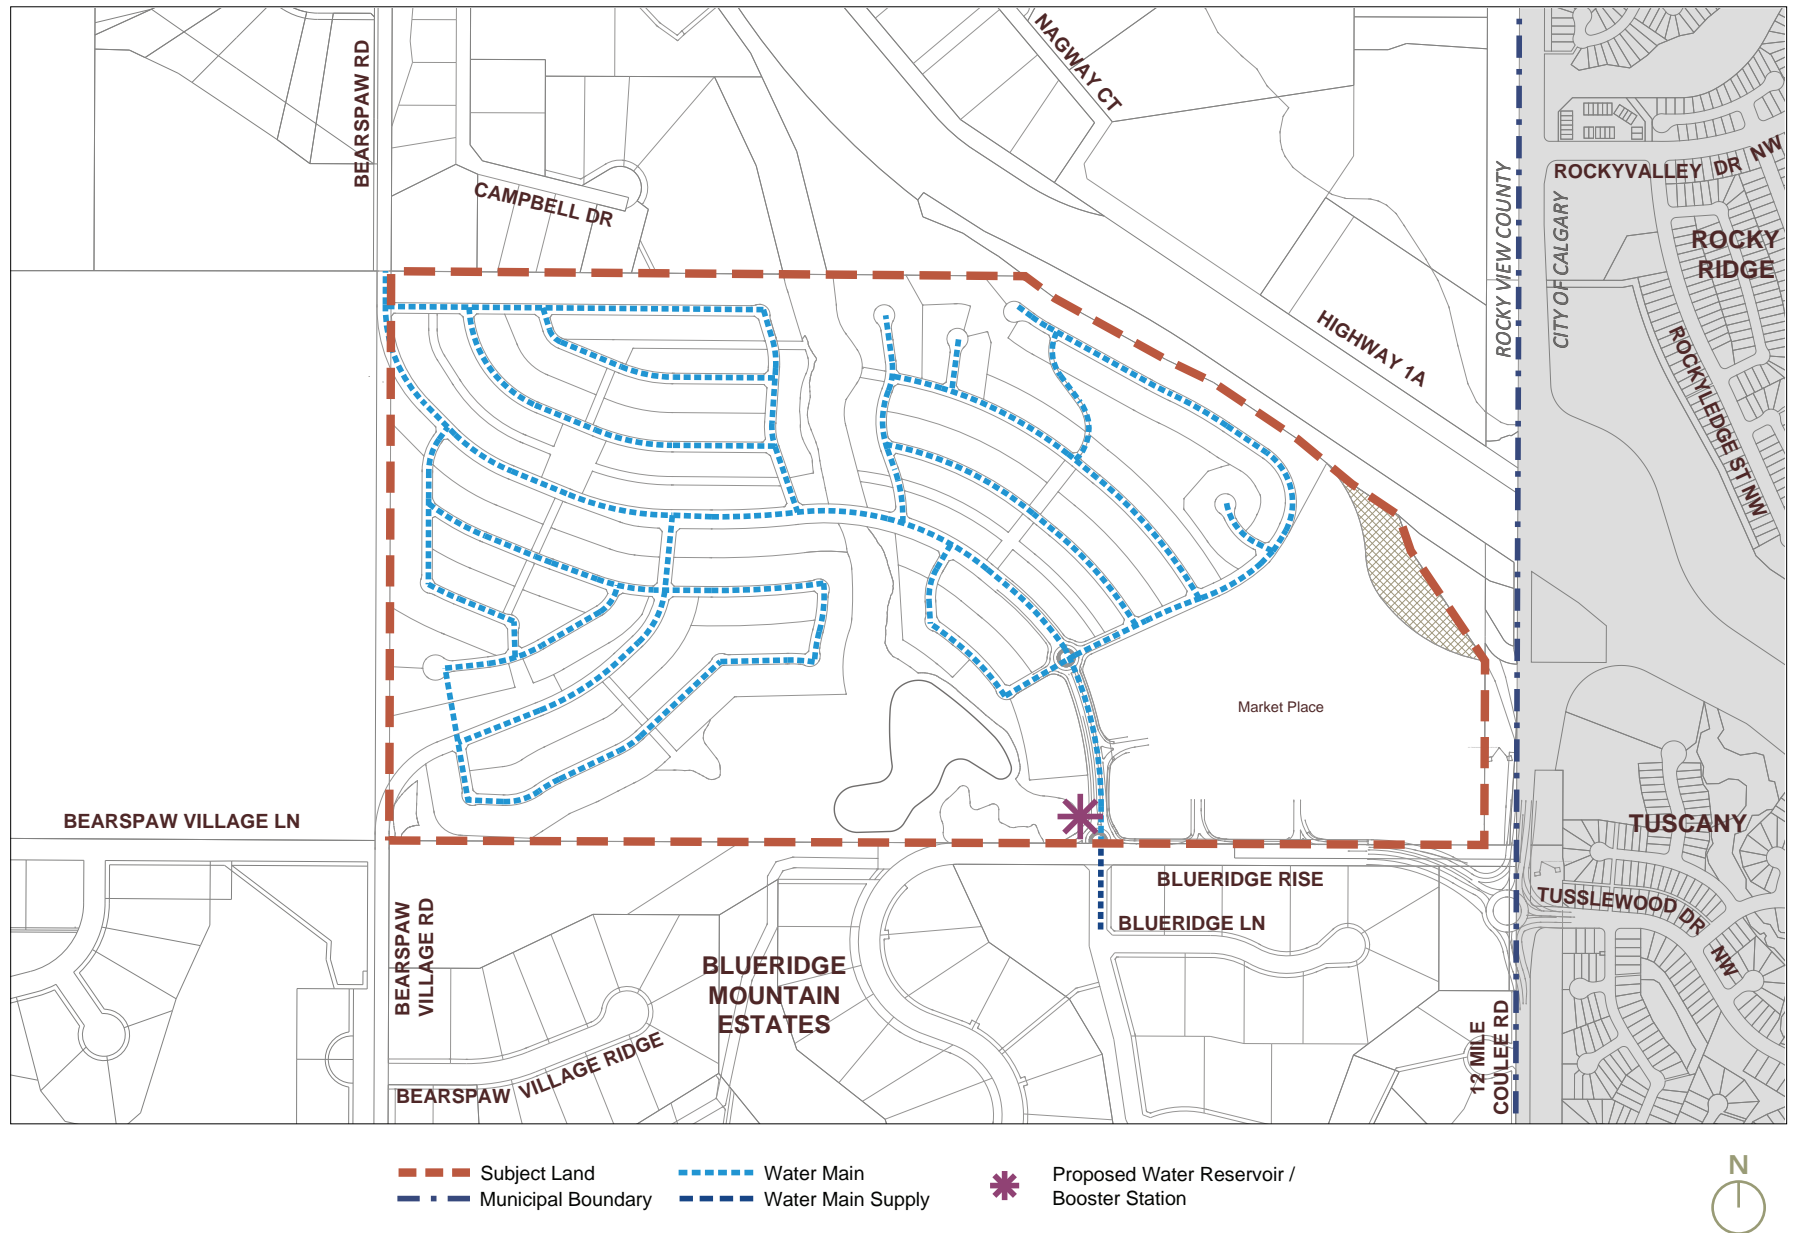 NAGWAY CT
BEARSPAW RD
CAMPBELL DR
ROCKYVALLEY DR NW
ROCKY VIEW COUNTY
CITY OF CALGARY
ROCKY
RIDGE
HIGHWAY 1A
ROCKYLEDGE ST NW
Market Place
BEARSPAW VILLAGE LN
TUSCANY
BLUERIDGE RISE
TUSSLEWOOD DR NW
BLUERIDGE LN
BEARSPAW
VILLAGE RD
BLUERIDGE
MOUNTAIN
ESTATES
12 MILE
COULEE RD
BEARSPAW VILLAGE RIDGE
Subject Land
Municipal Boundary
Water Main
Water Main Supply
Proposed Water Reservoir /
Booster Station
N